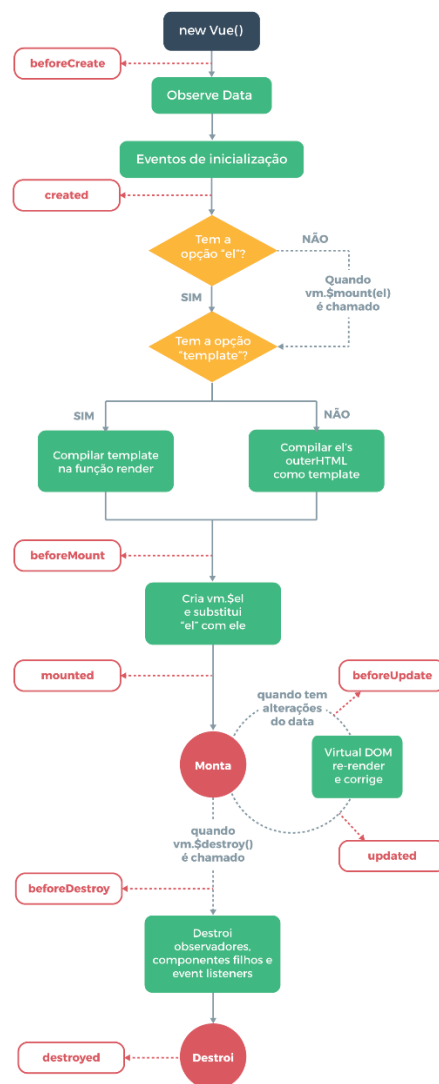 new Vue()
beforeCreate
Observe Data
Eventos de inicialização
created
Tem a
opção "el"?
NÃO
Quando
vm.$mount(el)
é chamado
SIM
Tem a opção
"template"?
SIM
NÃO
Compilar template
na função render
Compilar el's
outerHTML
como template
beforeMount
Cria vm.$el
e substitui
"el" com ele
mounted
beforeUpdate
quando tem
alterações
do data
Monta
Virtual DOM
re-render
e corrige
quando
vm.$destroy()
é chamado
updated
beforeDestroy
Destroi
observadores,
componentes filhos e
event listeners
destroyed
Destroi